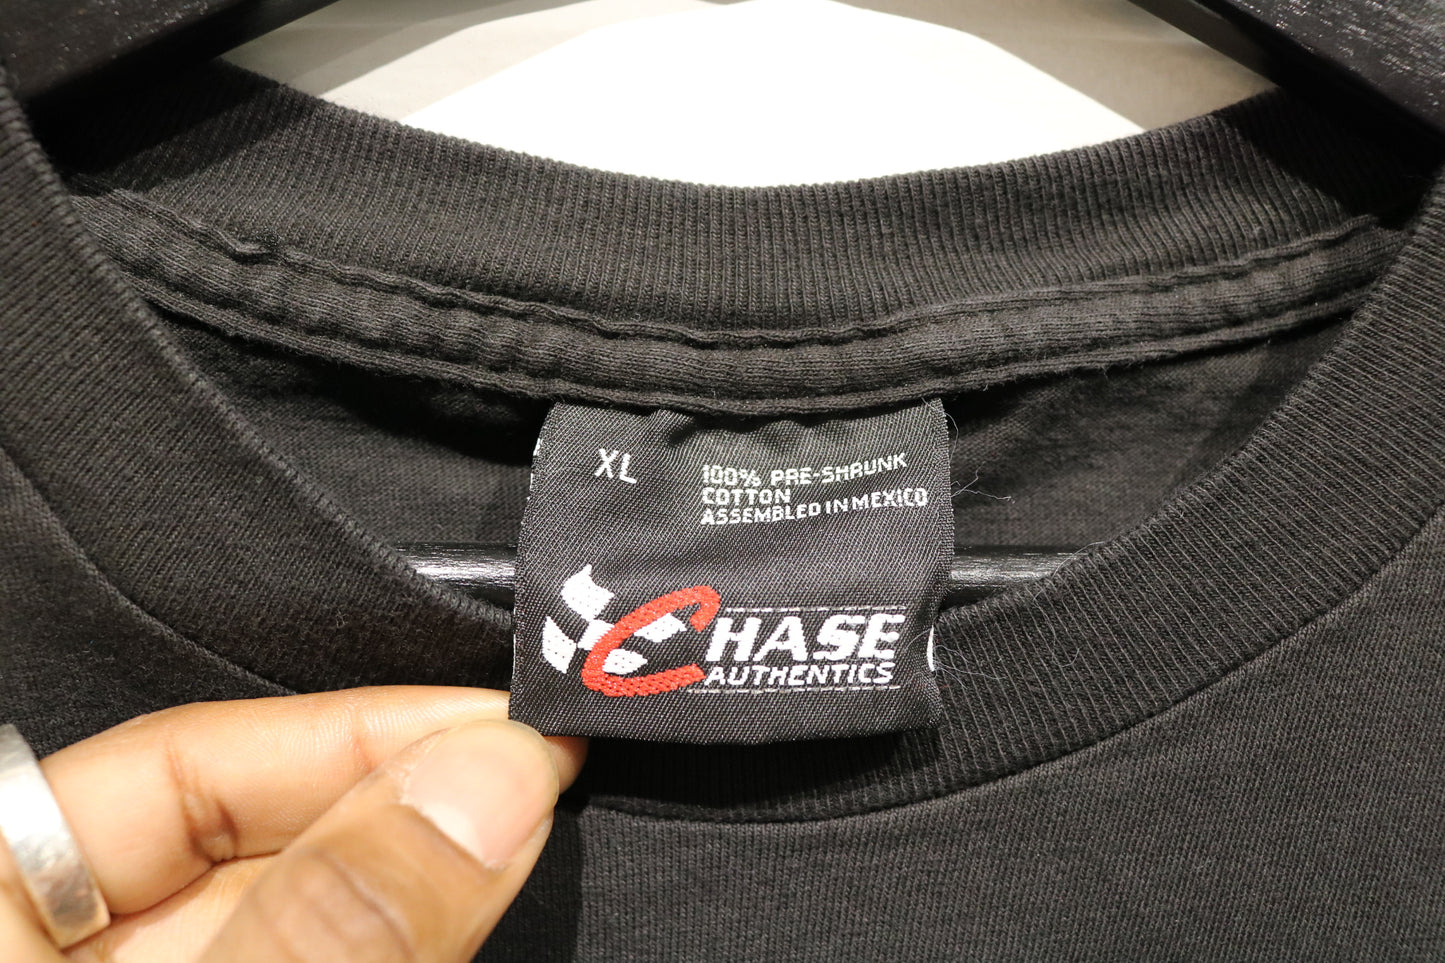 XL
100% PRE-SHRUNK
COTTON
ASSEMBLED IN MEXICO
CHASE
AUTHENTICS